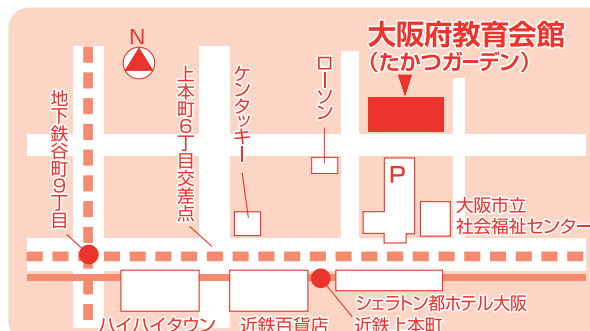 N
大阪府教育会館
(たかつガーデン)
地下鉄谷町9丁目
上本町6丁目交差点
ケンタッキー
ローソン
P
大阪市立
社会福祉センター
シェラトン都ホテル大阪
ハイハイタウン
近鉄百貨店
近鉄上本町